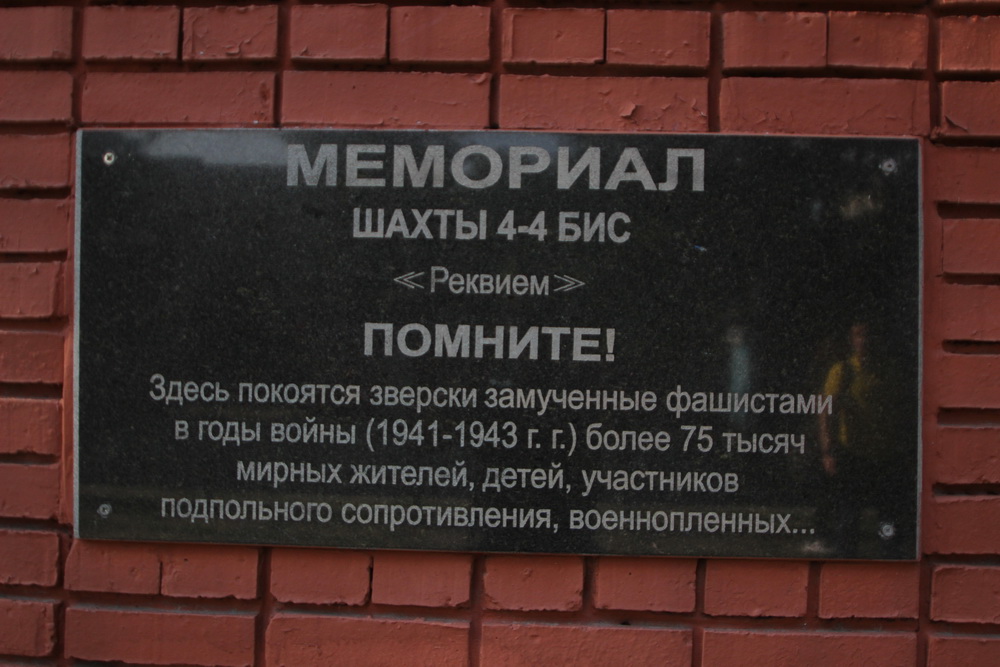 МЕМОРИАЛ
ШАХТЫ 4-4 БИС
≪Реквием≫
ПОМНИТЕ!
Здесь покоятся зверски замученные фашистами
в годы войны (1941-1943 г. г.) более 75 тысяч
мирных жителей, детей, участников
подпольного сопротивления, военнопленных...